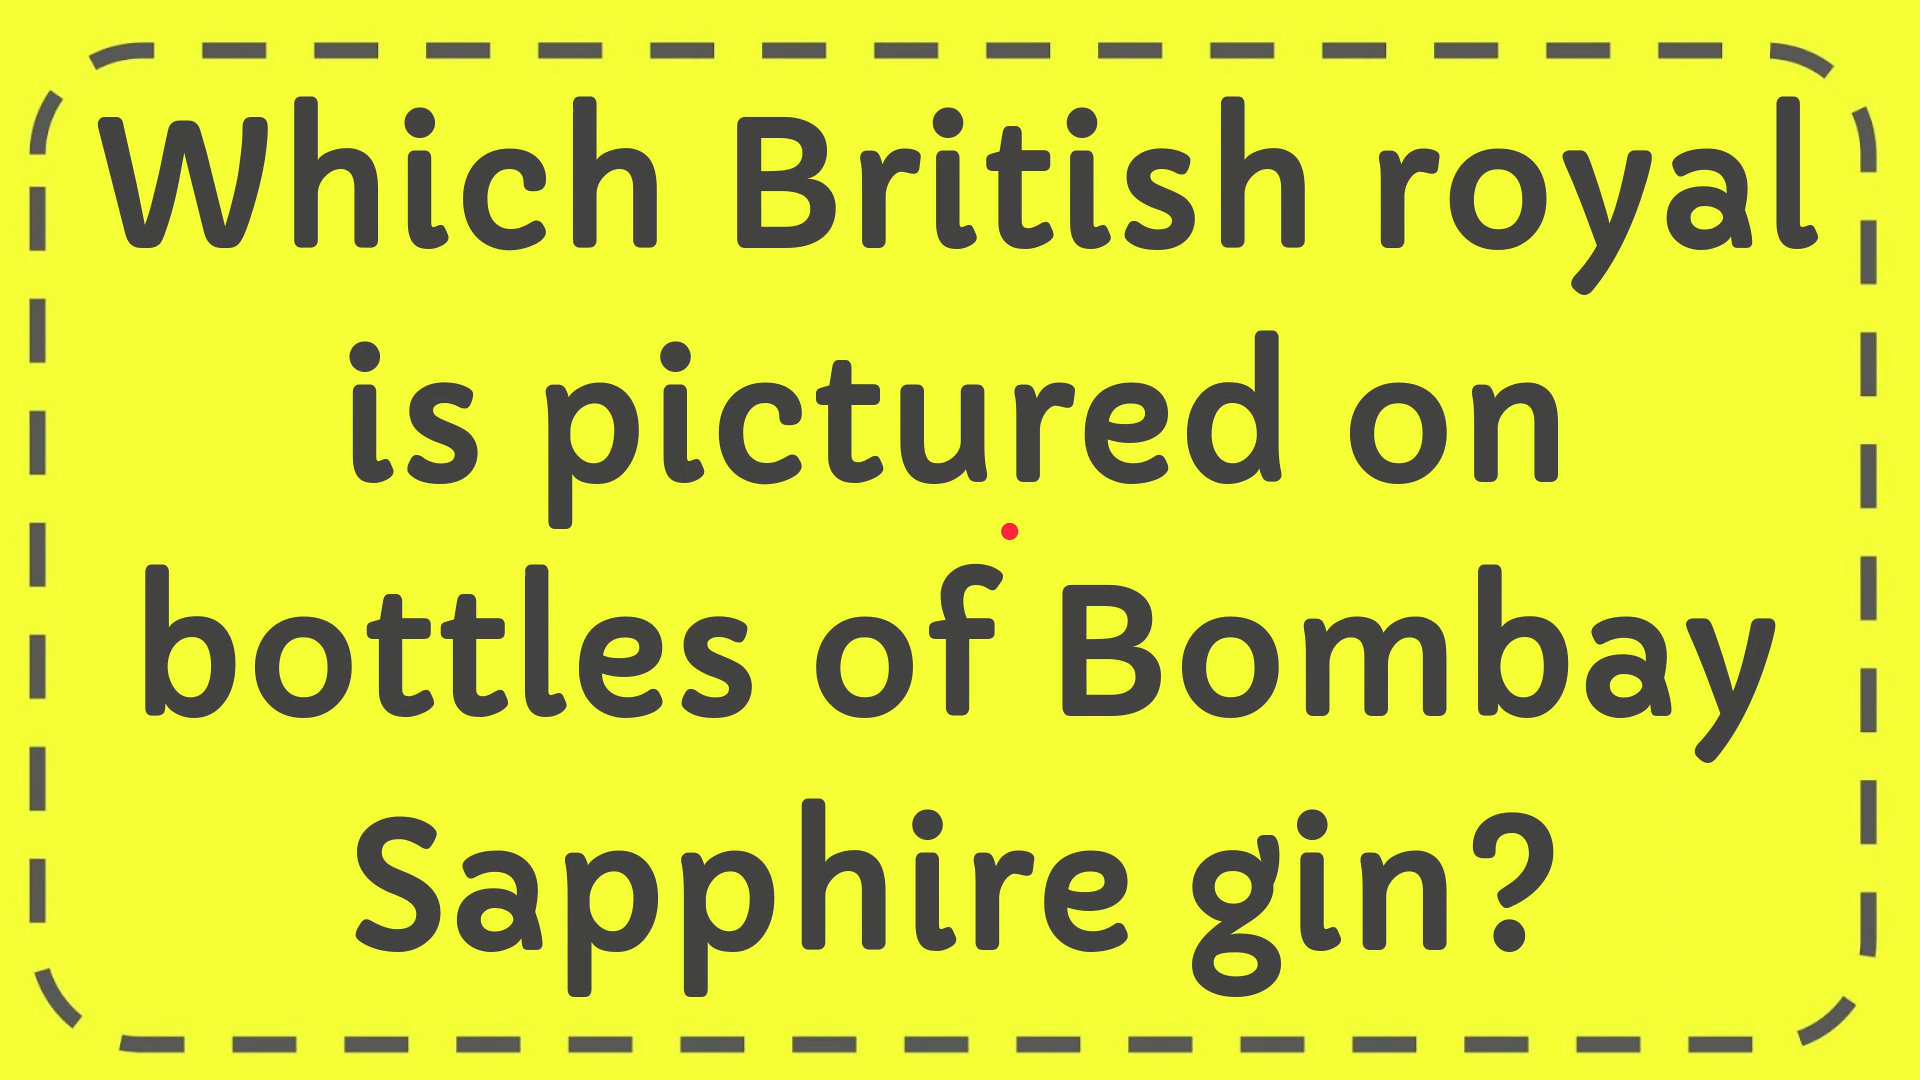 Which British royal
is pictured on
bottles of Bombay
Sapphire gin?